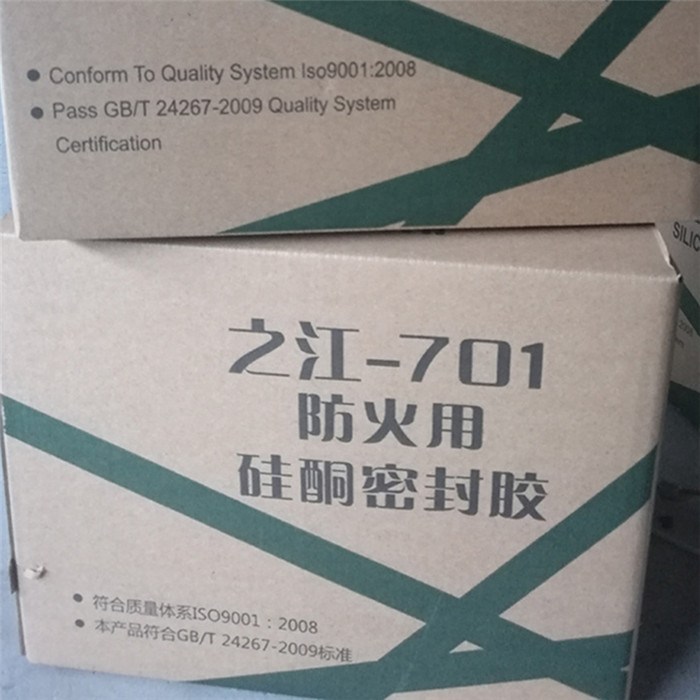 ● Conform To Quality System Iso9001:2008
● Pass GB/T 24267-2009 Quality System
Certification
之江-701
防火用
硅酮密封胶
● 符合质量体系ISO9001：2008
● 本产品符合GB/T 24267-2009标准
SILIC